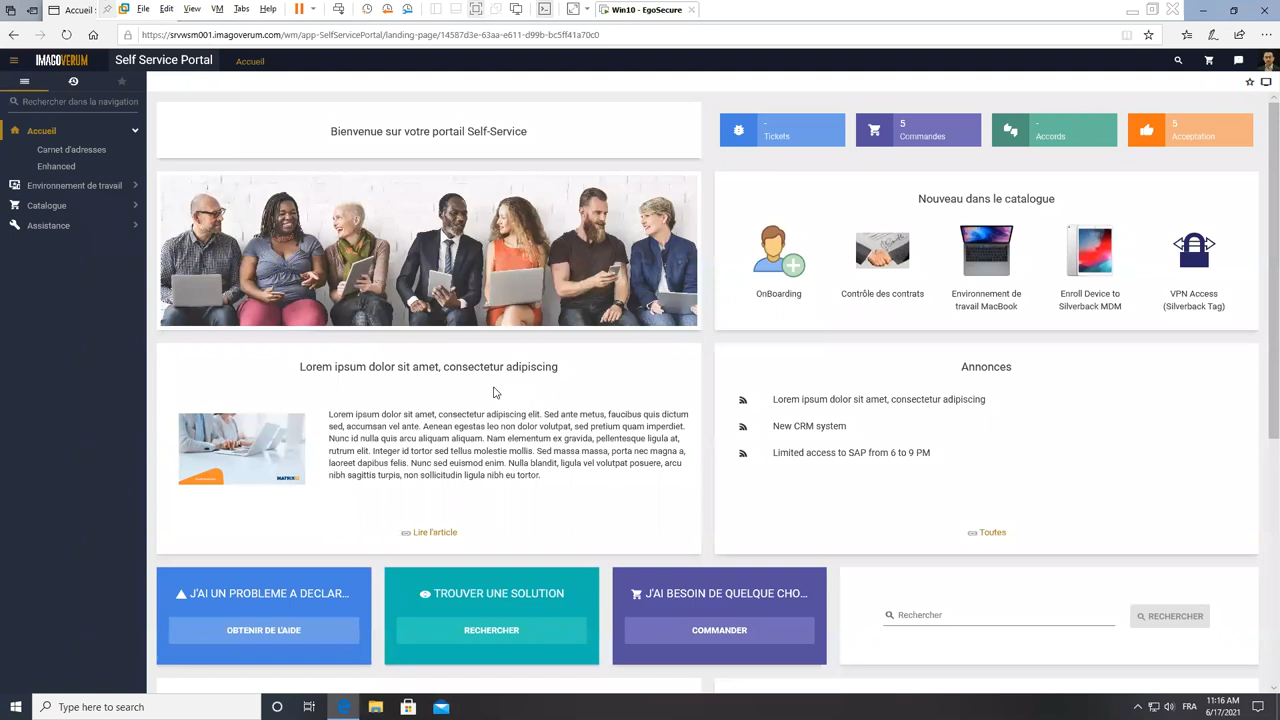 Accueil :
File Edit View VM Tabs
Win10 - EgoSecure
https://srvwsm001.imagoverum.com/wm/app-SelfServicePortal/landing-page/14587d3e-63aa-e611-d99b-bc5ff41a70c0
IMAGOVERUM Self Service Portal Accueil
Rechercher dans la navigation
Accueil
Carnet d'adresses
Enhanced
Environnement de travail
Catalogue
Assistance
Bienvenue sur votre portail Self-Service
-
Tickets
5
Commandes
-
Accords
5
Acceptation
Nouveau dans le catalogue
OnBoarding
Contrôle des contrats
Environnement de
travail MacBook
Enroll Device to
Silverback MDM
VPN Access
(Silverback Tag)
Lorem ipsum dolor sit amet, consectetur adipiscing
Lorem ipsum dolor sit amet, consectetur adipiscing elit. Sed ante metus, faucibus quis dictum
sed, accumsan vel ante. Aenean egestas leo non dolor volutpat, sed pretium quam imperdiet.
Nunc id nulla quis arcu aliquam aliquam. Nam elementum ex gravida, pellentesque ligula at,
rutrum elit. Integer id tortor sed tellus molestie mollis. Sed massa massa, porta nec magna a,
laoreet dapibus felis. Nunc sed euismod enim. Nulla blandit, ligula vel volutpat posuere, arcu
nibh sagittis turpis, non sollicitudin ligula nibh eu tortor.
Lire l'article
Annonces
Lorem ipsum dolor sit amet, consectetur adipiscing
New CRM system
Limited access to SAP from 6 to 9 PM
Toutes
J'AI UN PROBLEME A DECLAR...
OBTENIR DE L'AIDE
TROUVER UNE SOLUTION
RECHERCHER
J'AI BESOIN DE QUELQUE CHO...
COMMANDER
Rechercher
RECHERCHER
Type here to search
FRA
11:16 AM
6/17/2021